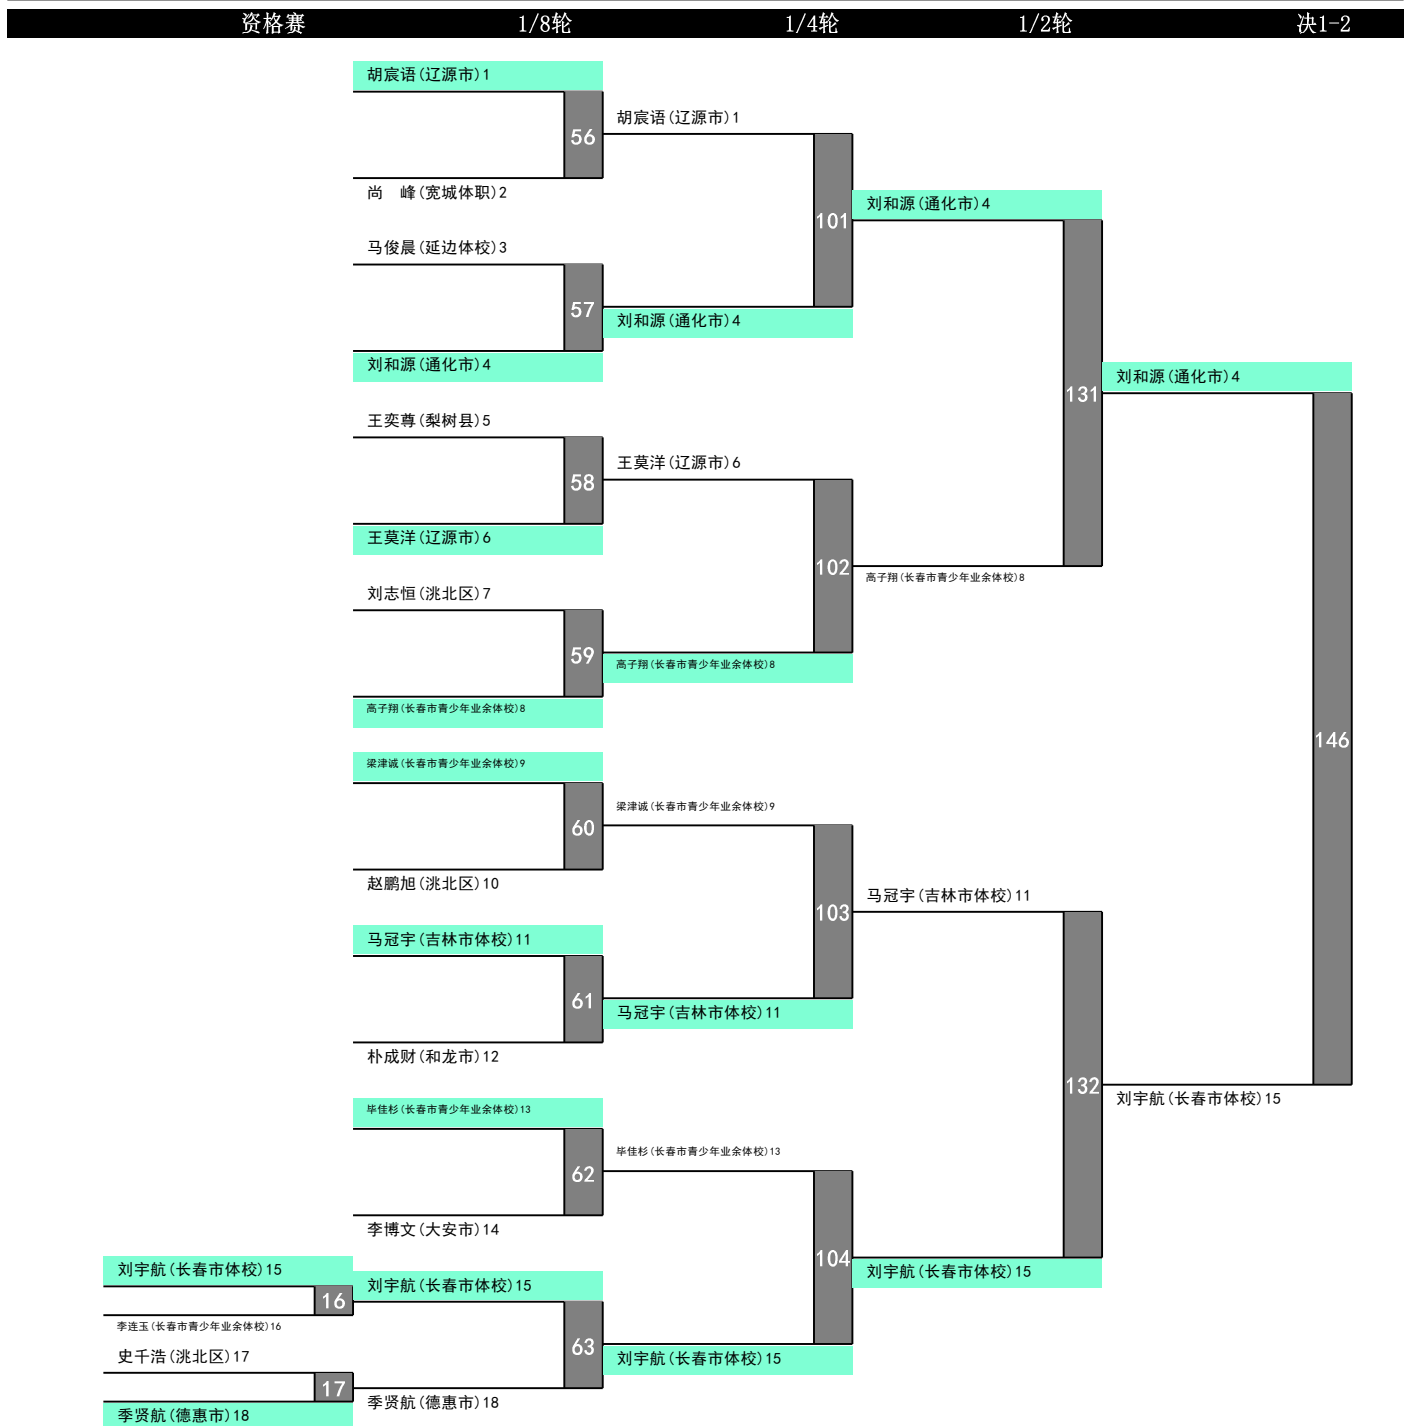 资格赛 1/8轮 1/4轮 1/2轮 决1-2
胡宸语(辽源市)1
胡宸语(辽源市)1
56
尚　峰(宽城体职)2
刘和源(通化市)4
101
马俊晨(延边体校)3
57
刘和源(通化市)4
刘和源(通化市)4
刘和源(通化市)4
131
王奕尊(梨树县)5
王莫洋(辽源市)6
58
王莫洋(辽源市)6
102
高子翔(长春市青少年业余体校)8
刘志恒(洮北区)7
59
高子翔(长春市青少年业余体校)8
高子翔(长春市青少年业余体校)8
146
梁津诚(长春市青少年业余体校)9
梁津诚(长春市青少年业余体校)9
60
赵鹏旭(洮北区)10
马冠宇(吉林市体校)11
103
马冠宇(吉林市体校)11
61
马冠宇(吉林市体校)11
朴成财(和龙市)12
132
刘宇航(长春市体校)15
毕佳杉(长春市青少年业余体校)13
毕佳杉(长春市青少年业余体校)13
62
李博文(大安市)14
104
刘宇航(长春市体校)15
刘宇航(长春市体校)15
刘宇航(长春市体校)15
16
李连玉(长春市青少年业余体校)16
63
史千浩(洮北区)17
刘宇航(长春市体校)15
17
季贤航(德惠市)18
季贤航(德惠市)18